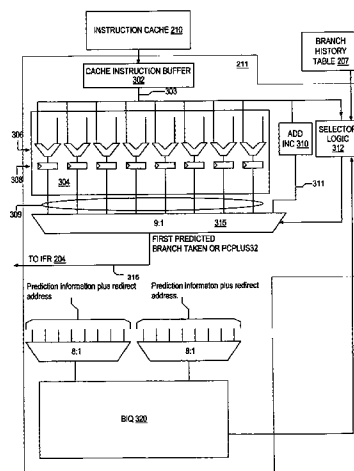 INSTRUCTION CACHE 210
BRANCH
HISTORY
TABLE 207
211
CACHE INSTRUCTION BUFFER
302
303
306
308
304
ADD
INC 310
SELECTOR
LOGIC
312
309
311
9:1
315
FIRST PREDICTED
BRANCH TAKEN OR PCPLUS32
TO IFR 204
316
Prediction information plus redirect
address
Prediction information plus redirect
address.
8:1
8:1
BIQ 320